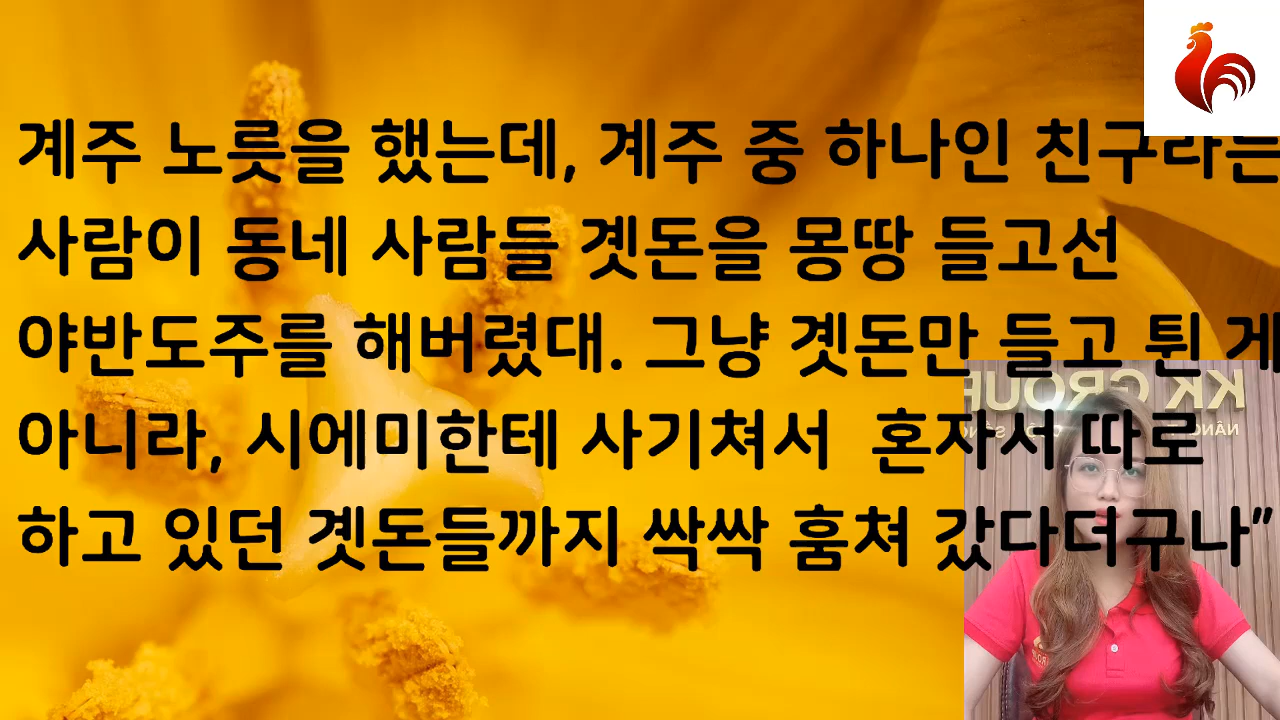 계주 노릇을 했는데, 계주 중 하나인 친구라는
사람이 동네 사람들 곗돈을 몽땅 들고선
야반도주를 해버렸대. 그냥 곗돈만 들고 튄 게
아니라, 시에미한테 사기쳐서 혼자서 따로
하고 있던 곗돈들까지 싹싹 훔쳐 갔다더구나”
KK GROUP
NÂNG